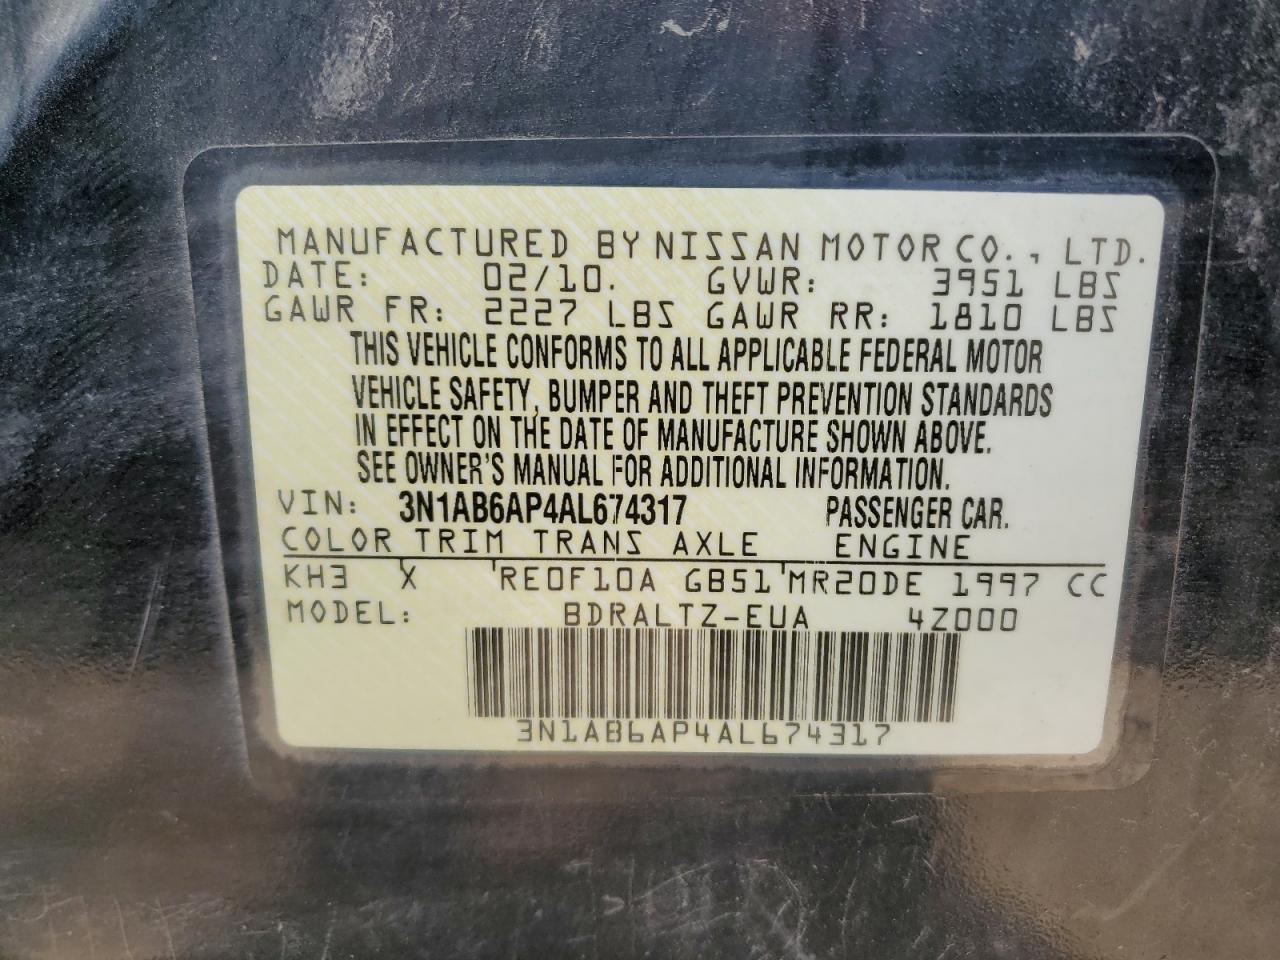 MANUFACTURED BY NISSAN MOTOR CO., LTD.
DATE: 02/10. GVWR: 3951 LBS
GAWR FR: 2227 LBS GAWR RR: 1810 LBS
THIS VEHICLE CONFORMS TO ALL APPLICABLE FEDERAL MOTOR
VEHICLE SAFETY, BUMPER AND THEFT PREVENTION STANDARDS
IN EFFECT ON THE DATE OF MANUFACTURE SHOWN ABOVE.
SEE OWNER'S MANUAL FOR ADDITIONAL INFORMATION.
VIN: 3N1AB6AP4AL674317 PASSENGER CAR.
COLOR TRIM TRANS AXLE ENGINE
KH3 X RE0F10A GB51 MR20DE 1997 CC
MODEL: BDRALTZ-EUA 4Z000
3N1AB6AP4AL674317